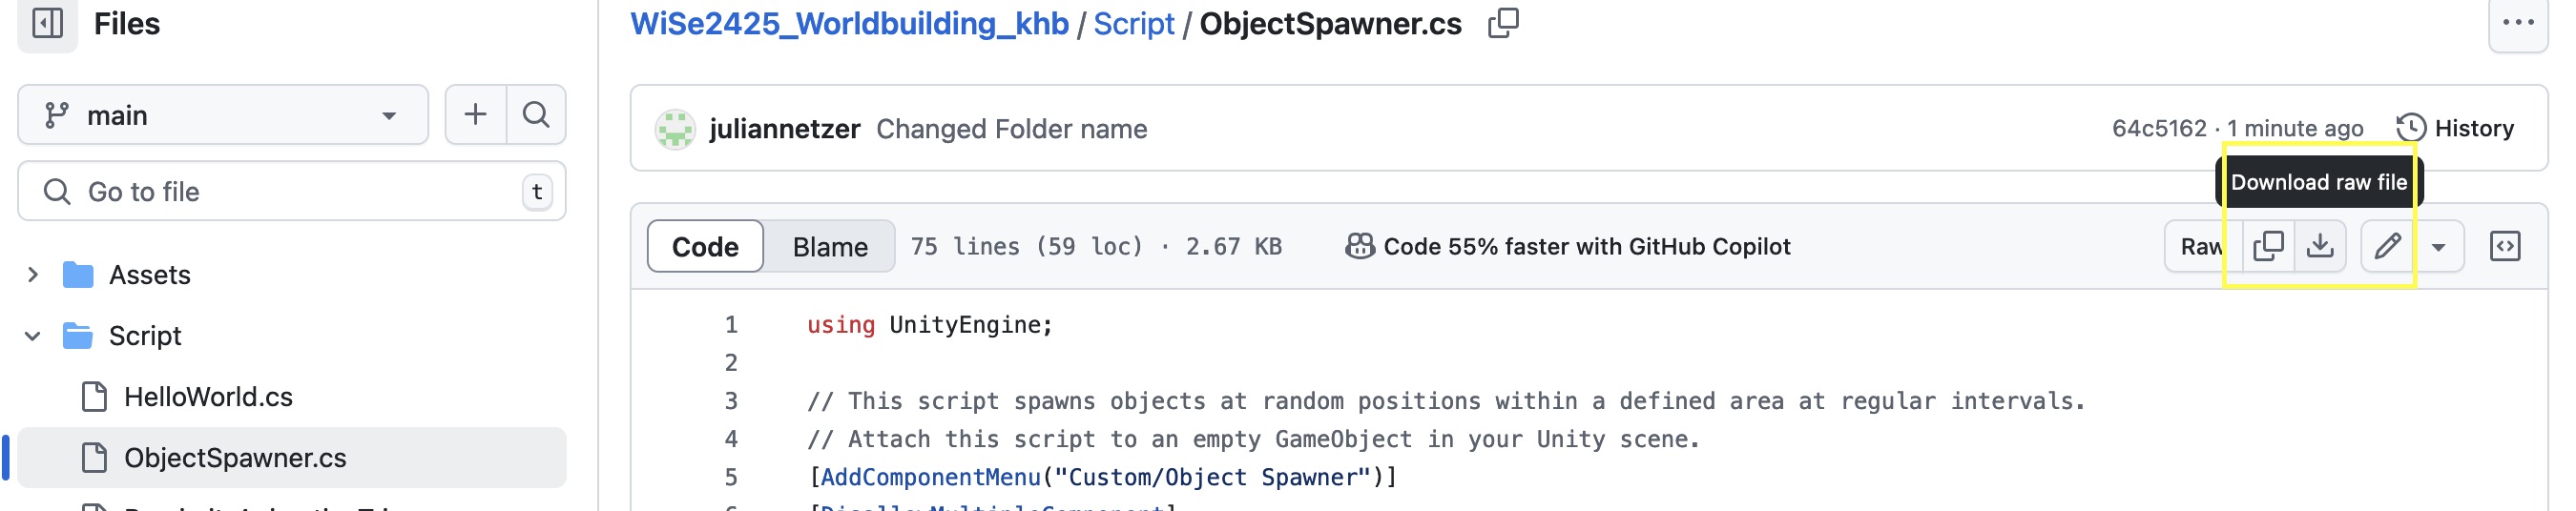 Files
WiSe2425_Worldbuilding_khb / Script / ObjectSpawner.cs
main
Go to file
t
Assets
Script
HelloWorld.cs
ObjectSpawner.cs
juliannetzer Changed Folder name
64c5162 · 1 minute ago
History
Download raw file
Code
Blame
75 lines (59 loc) · 2.67 KB
Code 55% faster with GitHub Copilot
Raw
1 using UnityEngine;
2
3 // This script spawns objects at random positions within a defined area at regular intervals.
4 // Attach this script to an empty GameObject in your Unity scene.
5 [AddComponentMenu("Custom/Object Spawner")]
6 [DisallowMultipleComponent]